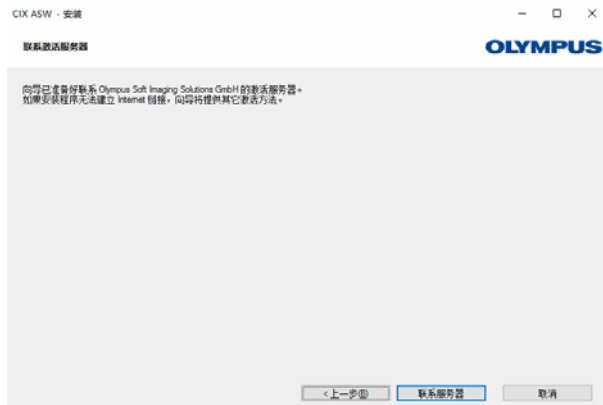 CIX ASW - 安装
联系激活服务器
OLYMPUS
向导已准备好联系 Olympus Soft Imaging Solutions GmbH 的激活服务器。
如果安装程序无法建立 Internet 链接，向导将提供其它激活方法。
<上一步(B)
联系服务器
取消